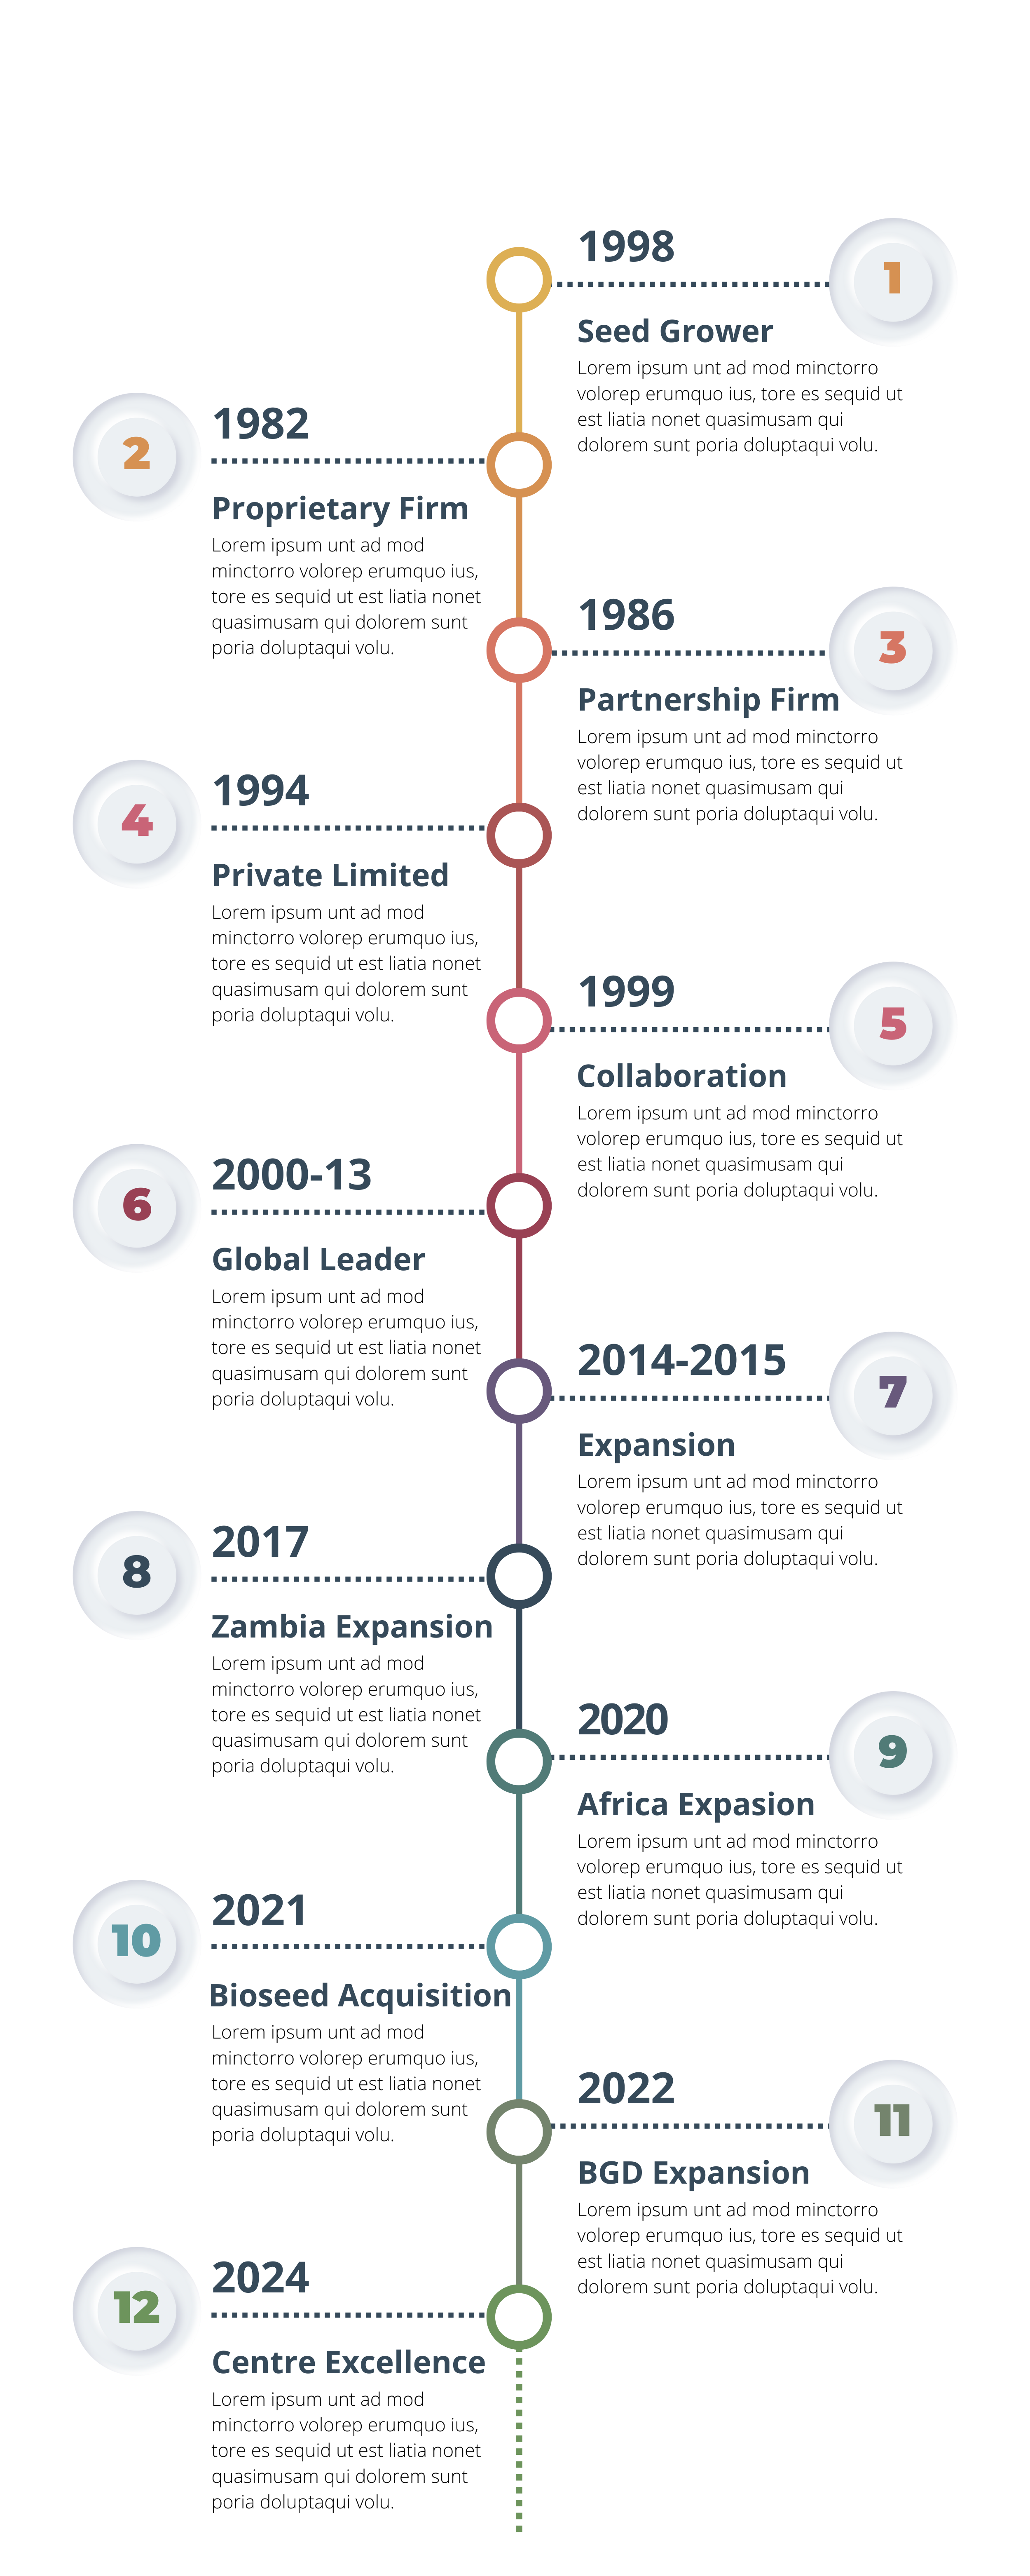 1998
1
Seed Grower
Lorem ipsum unt ad mod minctorro
volorep erumquo ius, tore es sequid ut
est liatia nonet quasimusam qui
dolorem sunt poria doluptaqui volu.
2
1982
Proprietary Firm
Lorem ipsum unt ad mod
minctorro volorep erumquo ius,
tore es sequid ut est liatia nonet
quasimusam qui dolorem sunt
poria doluptaqui volu.
1986
3
Partnership Firm
Lorem ipsum unt ad mod minctorro
volorep erumquo ius, tore es sequid ut
est liatia nonet quasimusam qui
dolorem sunt poria doluptaqui volu.
4
1994
Private Limited
Lorem ipsum unt ad mod
minctorro volorep erumquo ius,
tore es sequid ut est liatia nonet
quasimusam qui dolorem sunt
poria doluptaqui volu.
1999
5
Collaboration
Lorem ipsum unt ad mod minctorro
volorep erumquo ius, tore es sequid ut
est liatia nonet quasimusam qui
dolorem sunt poria doluptaqui volu.
6
2000-13
Global Leader
Lorem ipsum unt ad mod
minctorro volorep erumquo ius,
tore es sequid ut est liatia nonet
quasimusam qui dolorem sunt
poria doluptaqui volu.
2014-2015
7
Expansion
Lorem ipsum unt ad mod minctorro
volorep erumquo ius, tore es sequid ut
est liatia nonet quasimusam qui
dolorem sunt poria doluptaqui volu.
8
2017
Zambia Expansion
Lorem ipsum unt ad mod
minctorro volorep erumquo ius,
tore es sequid ut est liatia nonet
quasimusam qui dolorem sunt
poria doluptaqui volu.
2020
9
Africa Expasion
Lorem ipsum unt ad mod minctorro
volorep erumquo ius, tore es sequid ut
est liatia nonet quasimusam qui
dolorem sunt poria doluptaqui volu.
10
2021
Bioseed Acquisition
Lorem ipsum unt ad mod
minctorro volorep erumquo ius,
tore es sequid ut est liatia nonet
quasimusam qui dolorem sunt
poria doluptaqui volu.
2022
11
BGD Expansion
Lorem ipsum unt ad mod minctorro
volorep erumquo ius, tore es sequid ut
est liatia nonet quasimusam qui
dolorem sunt poria doluptaqui volu.
12
2024
Centre Excellence
Lorem ipsum unt ad mod
minctorro volorep erumquo ius,
tore es sequid ut est liatia nonet
quasimusam qui dolorem sunt
poria doluptaqui volu.